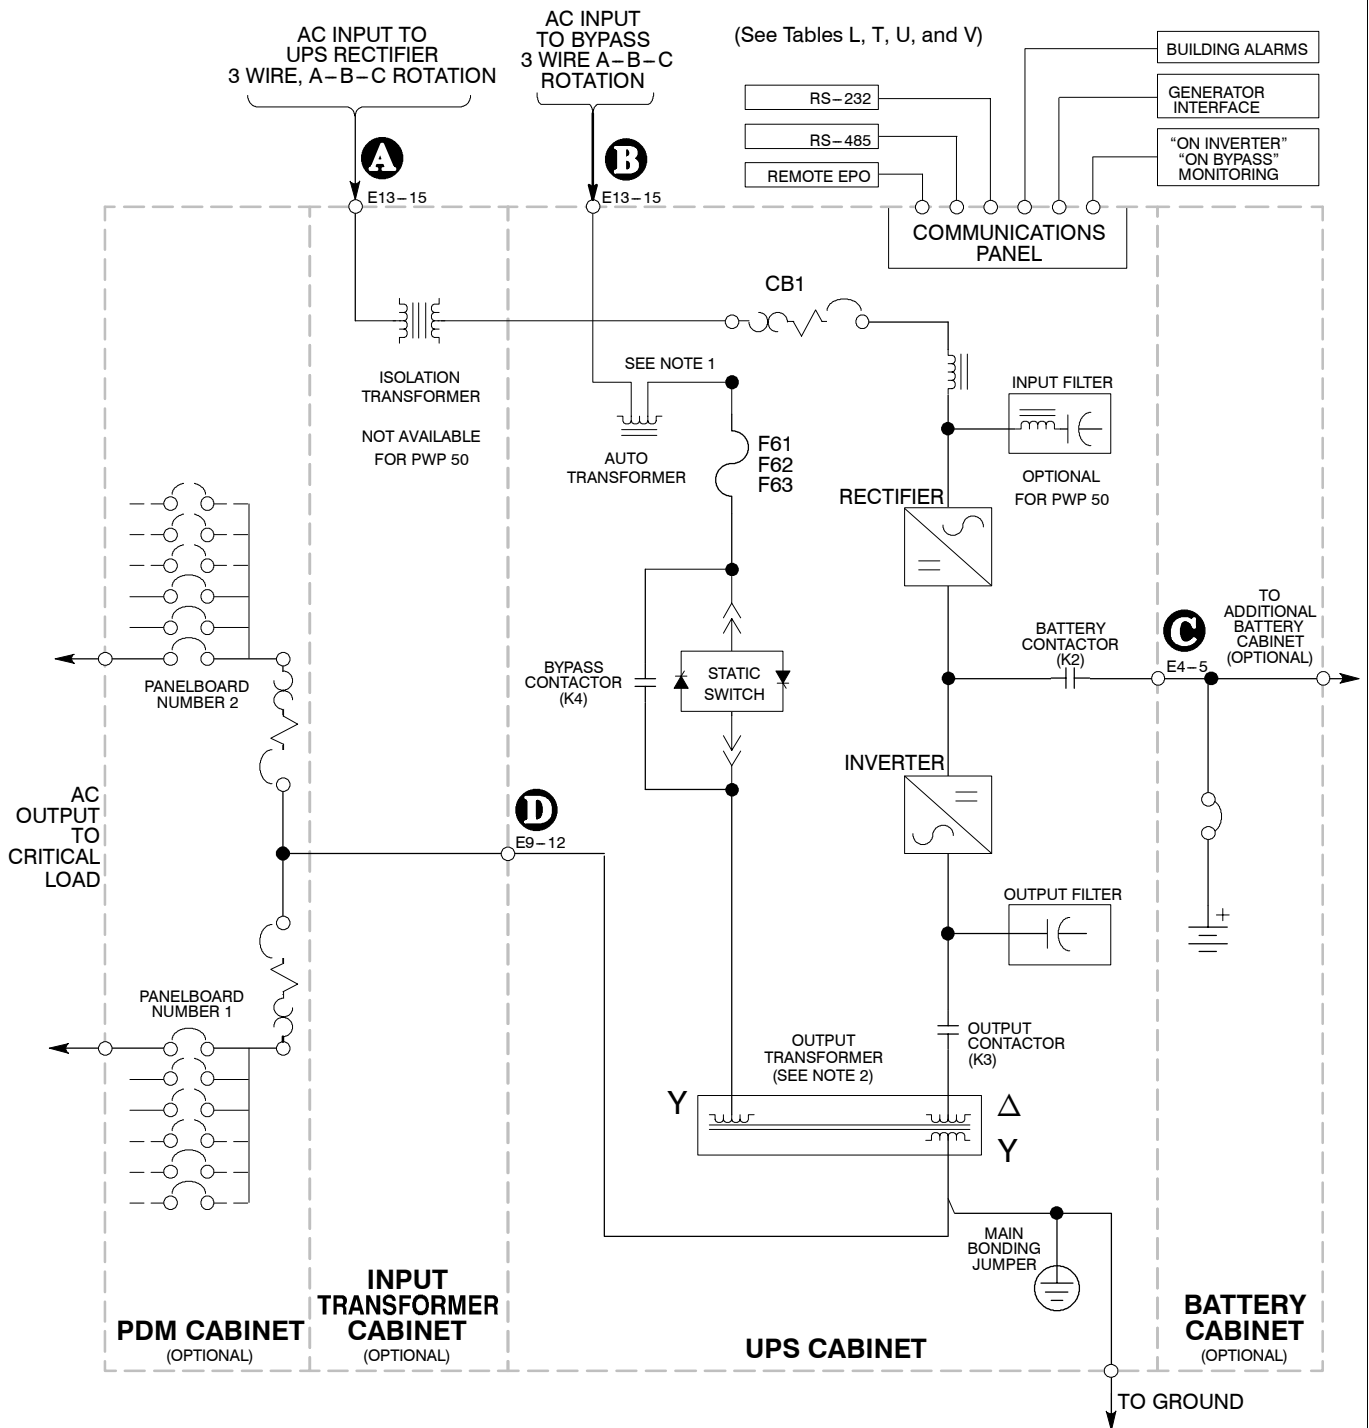 AC INPUT TO
UPS RECTIFIER
3 WIRE, A–B–C ROTATION
AC INPUT
TO BYPASS
3 WIRE A–B–C
ROTATION
(See Tables L, T, U, and V)
RS–232
RS–485
REMOTE EPO
BUILDING ALARMS
GENERATOR
INTERFACE
“ON INVERTER”
“ON BYPASS”
MONITORING
A
E13–15
B
E13–15
COMMUNICATIONS
PANEL
CB1
ISOLATION
TRANSFORMER
NOT AVAILABLE
FOR PWP 50
SEE NOTE 1
AUTO
TRANSFORMER
F61
F62
F63
INPUT FILTER
OPTIONAL
FOR PWP 50
RECTIFIER
BATTERY
CONTACTOR
(K2)
C
E4–5
TO
ADDITIONAL
BATTERY
CABINET
(OPTIONAL)
BYPASS
CONTACTOR
(K4)
STATIC
SWITCH
PANELBOARD
NUMBER 2
INVERTER
AC
OUTPUT
TO
CRITICAL
LOAD
D
E9–12
OUTPUT FILTER
+
PANELBOARD
NUMBER 1
OUTPUT
CONTACTOR
(K3)
OUTPUT
TRANSFORMER
(SEE NOTE 2)
Y
Δ
Y
MAIN
BONDING
JUMPER
PDM CABINET
(OPTIONAL)
INPUT
TRANSFORMER
CABINET
(OPTIONAL)
UPS CABINET
BATTERY
CABINET
(OPTIONAL)
TO GROUND